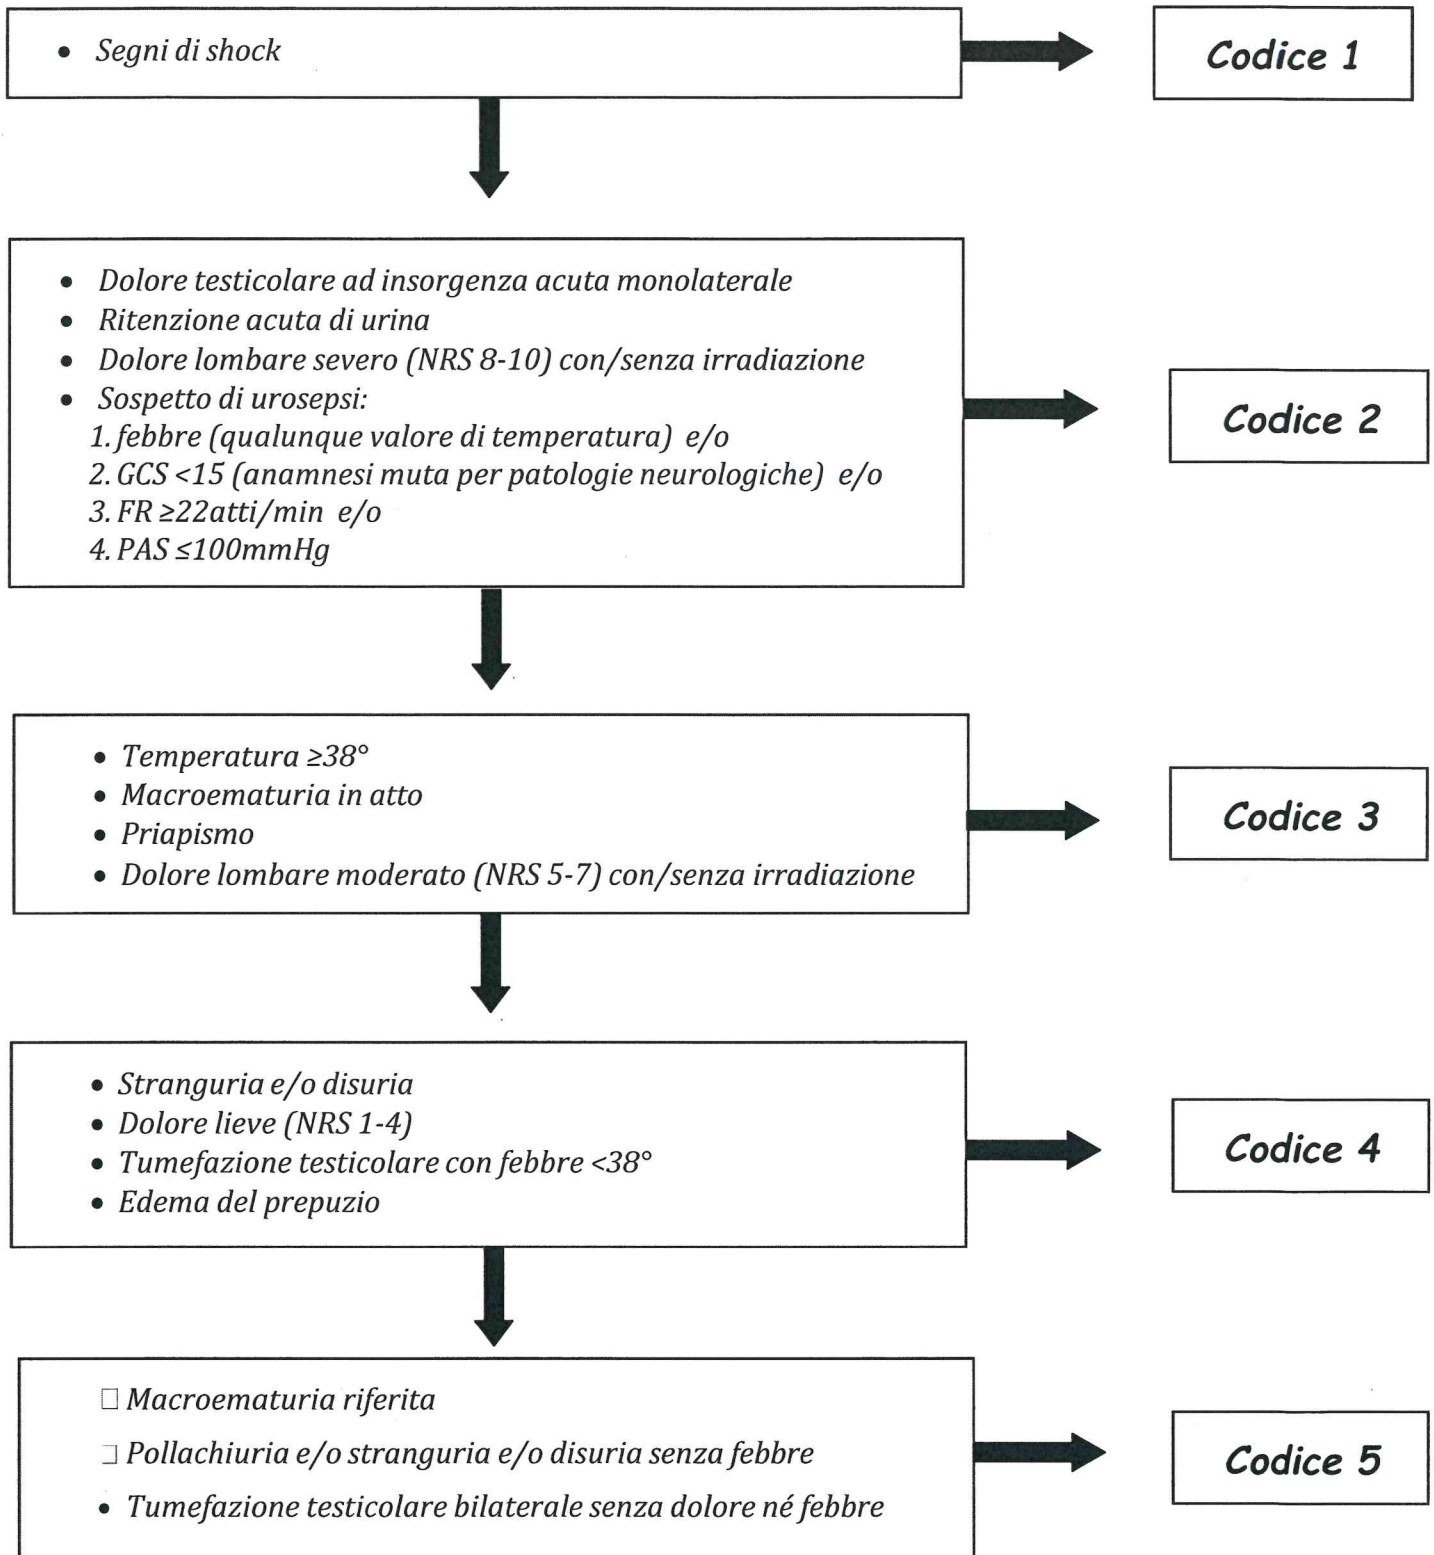 • Segni di shock
Codice 1
• Dolore testicolare ad insorgenza acuta monolaterale
• Ritenzione acuta di urina
• Dolore lombare severo (NRS 8-10) con/senza irradiazione
• Sospetto di urosepsi:
1. febbre (qualunque valore di temperatura) e/o
2. GCS <15 (anamnesi muta per patologie neurologiche) e/o
3. FR ≥22atti/min e/o
4. PAS ≤100mmHg
Codice 2
• Temperatura ≥38°
• Macroematuria in atto
• Priapismo
• Dolore lombare moderato (NRS 5-7) con/senza irradiazione
Codice 3
• Stranguria e/o disuria
• Dolore lieve (NRS 1-4)
• Tumefazione testicolare con febbre <38°
• Edema del prepuzio
Codice 4
□ Macroematuria riferita
□ Pollachiuria e/o stranguria e/o disuria senza febbre
• Tumefazione testicolare bilaterale senza dolore né febbre
Codice 5